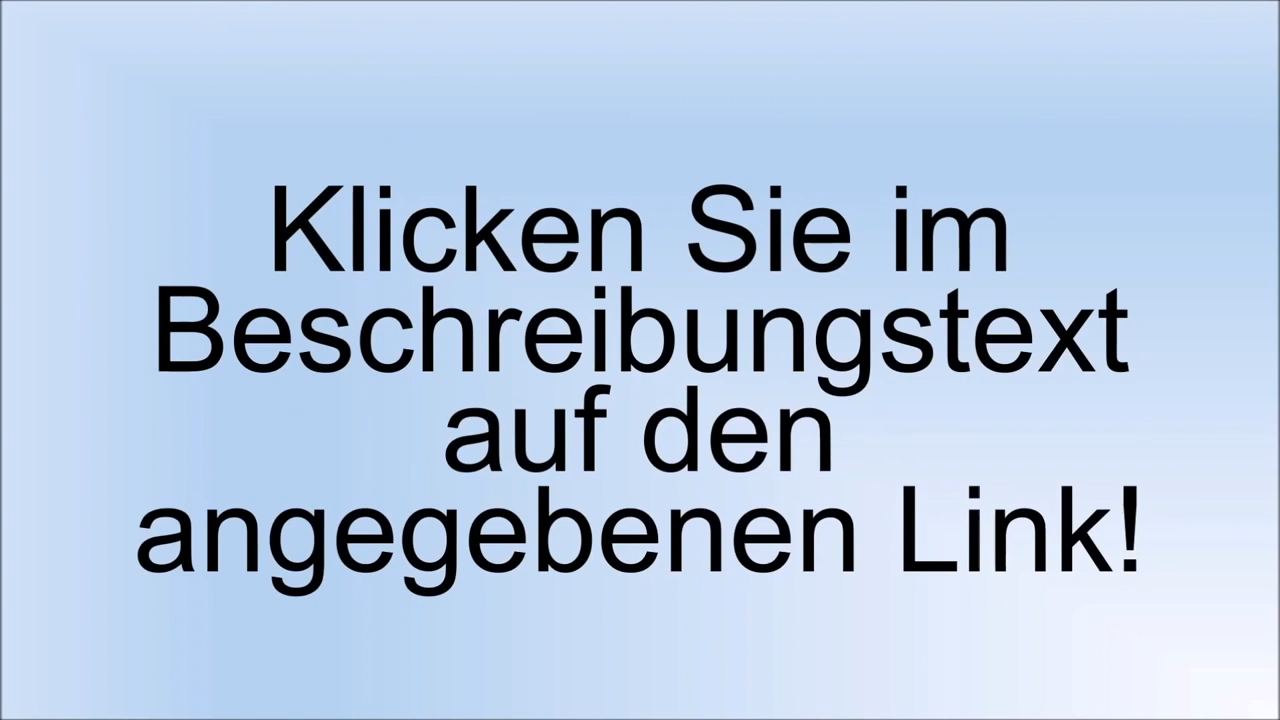 Klicken Sie im
Beschreibungstext
auf den
angegebenen Link!